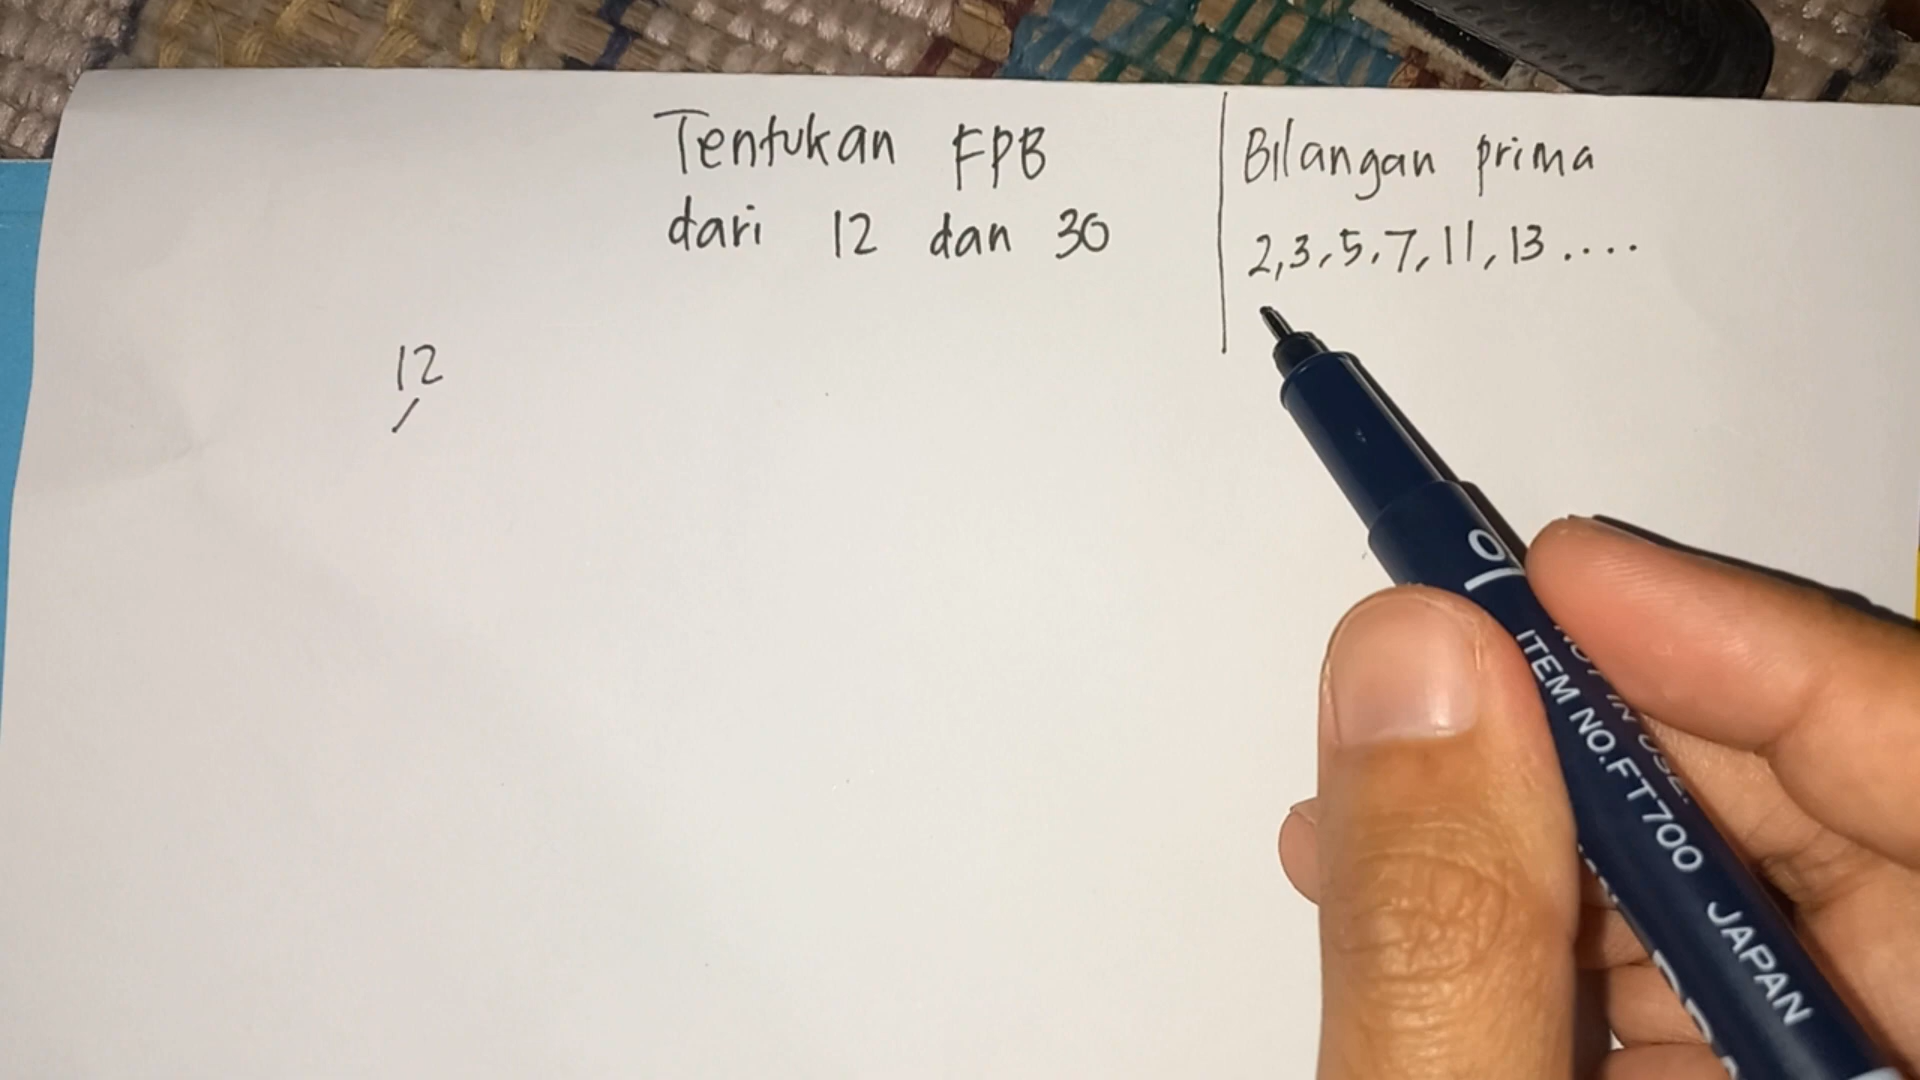 Tentukan FPB
dari 12 dan 30
Bilangan prima
2, 3, 5, 7, 11, 13 ....
12
ITEM NO.FT700 JAPAN